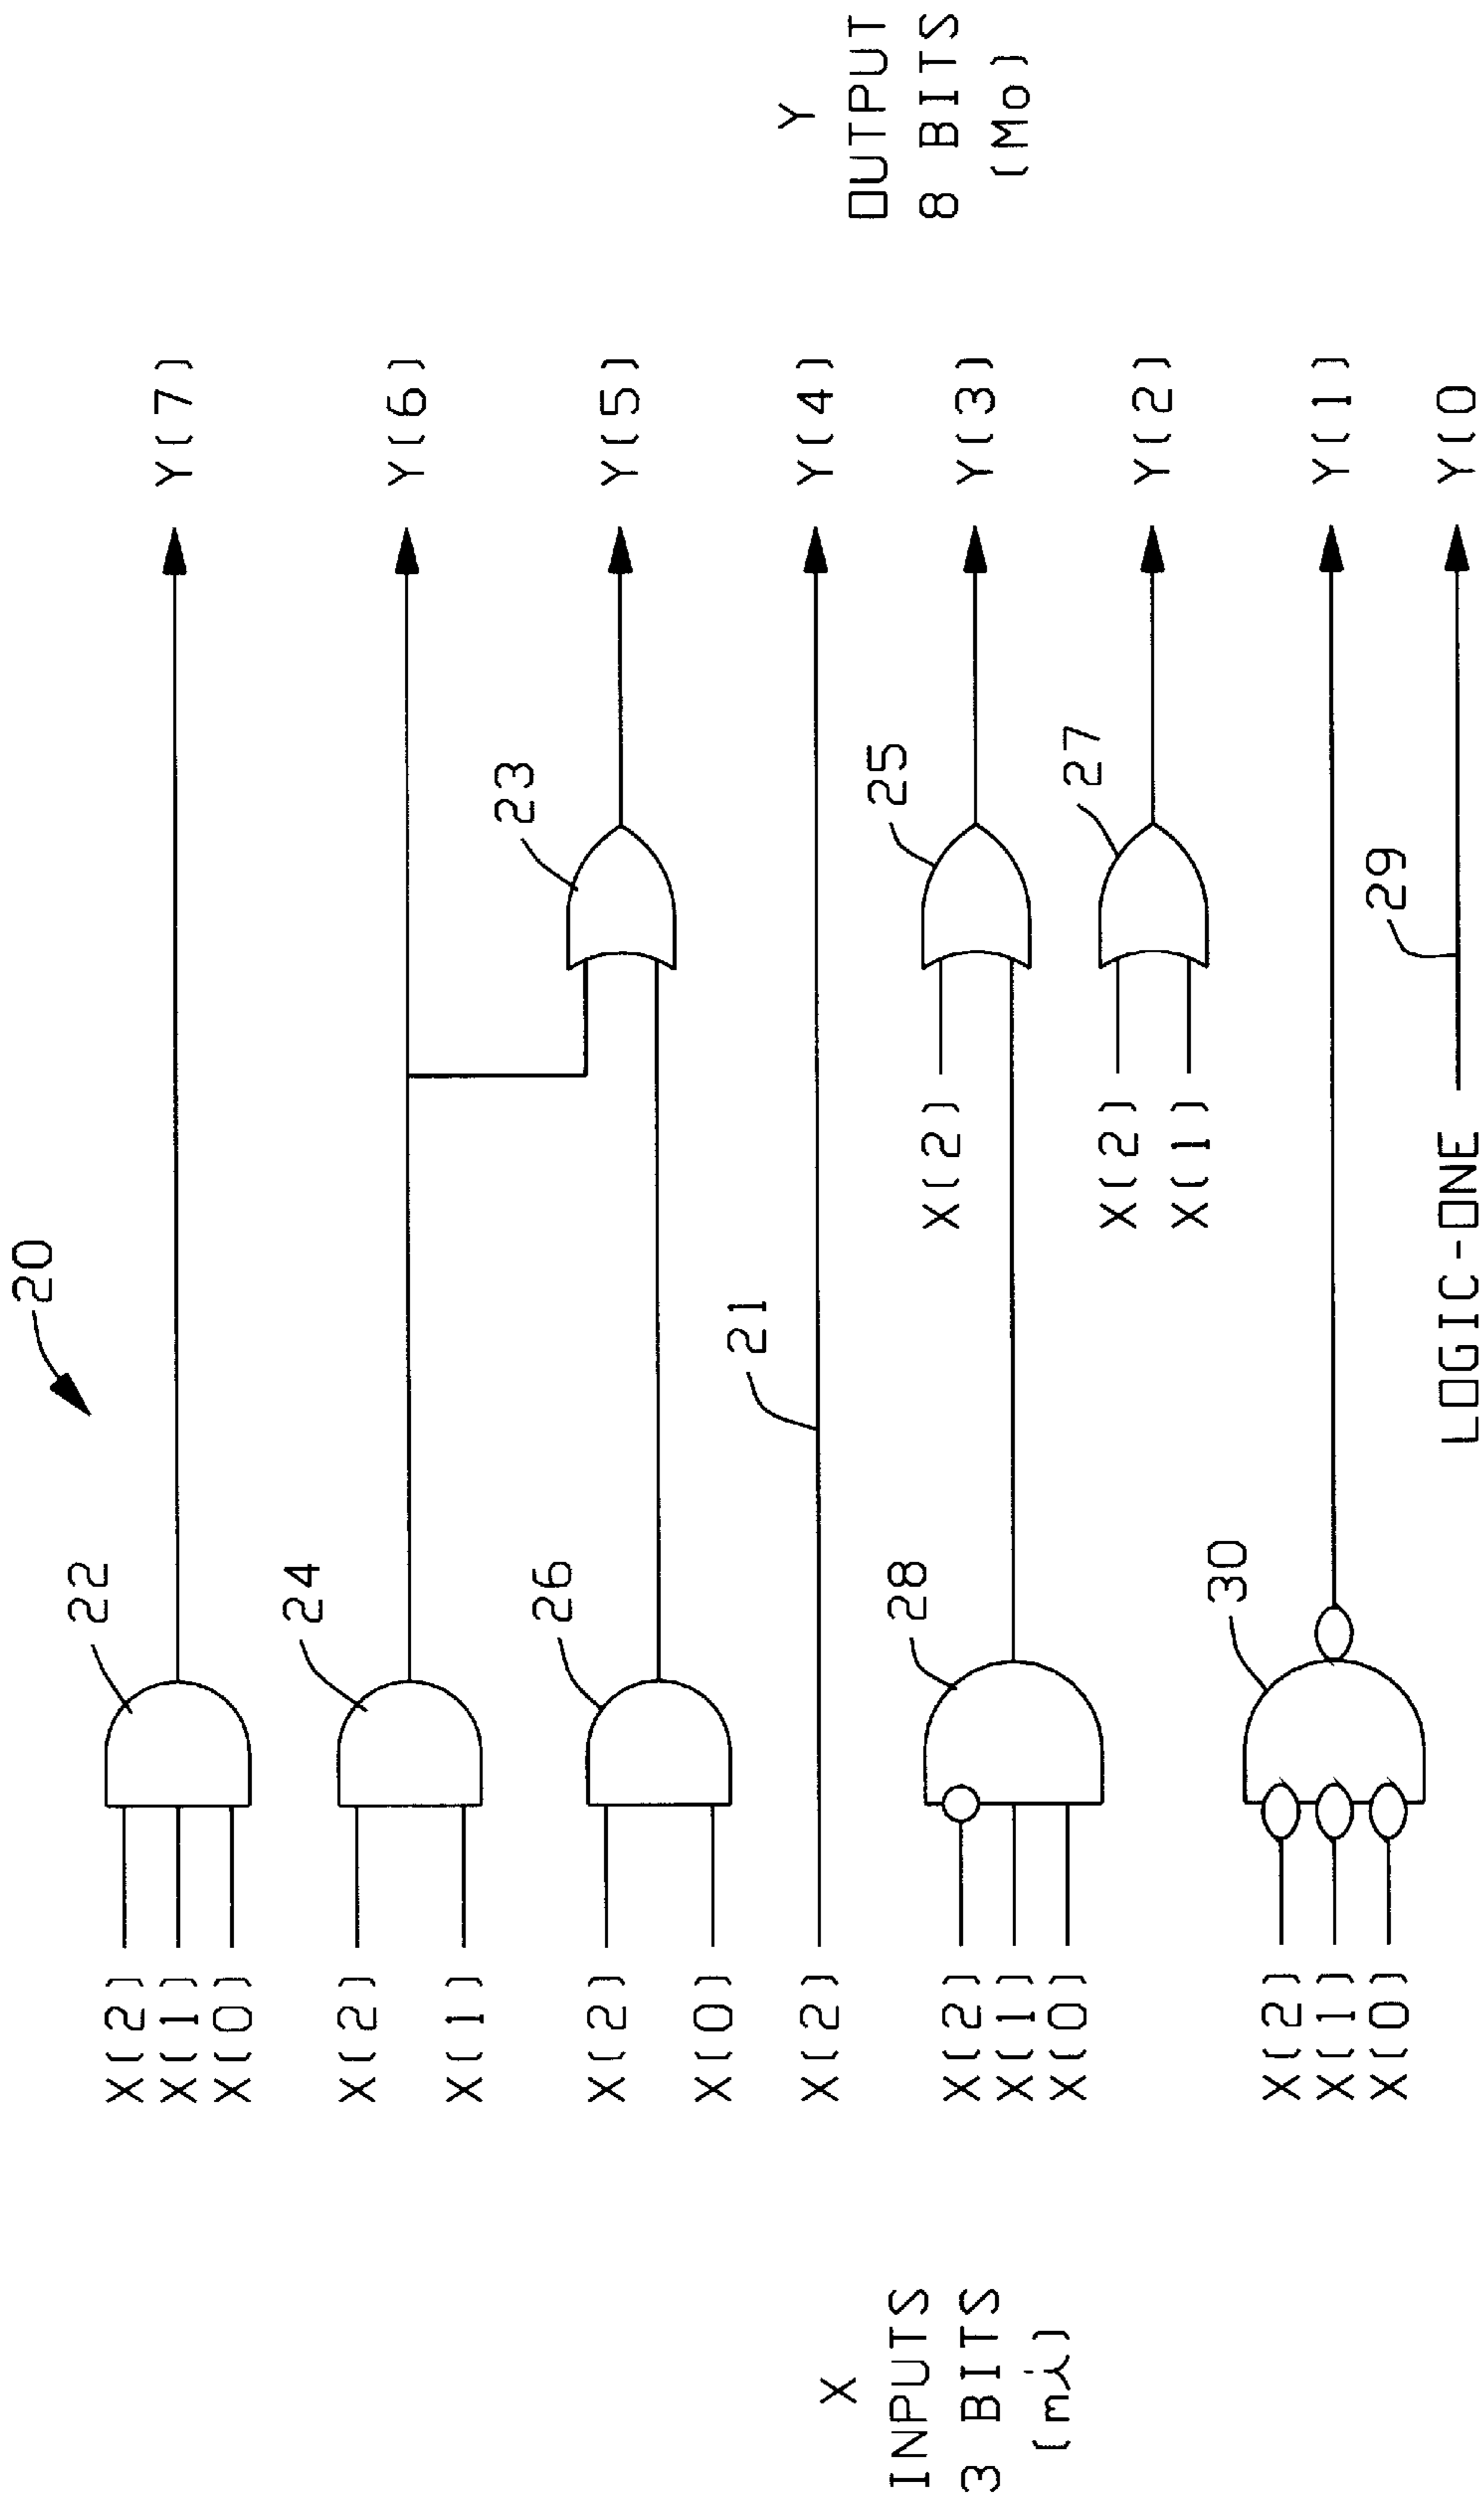 20
22
X(2)
X(1)
X(0)
Y(7)
24
X(2)
X(1)
Y(6)
26
X(2)
X(0)
23
Y(5)
21
X(2)
Y(4)
X
INPUTS
3 BITS
(mi)
Y
OUTPUT
8 BITS
(Mo)
28
X(2)
X(1)
X(0)
X(2)
25
Y(3)
X(2)
X(1)
27
Y(2)
30
X(2)
X(1)
X(0)
Y(1)
LOGIC-ONE
29
Y(0